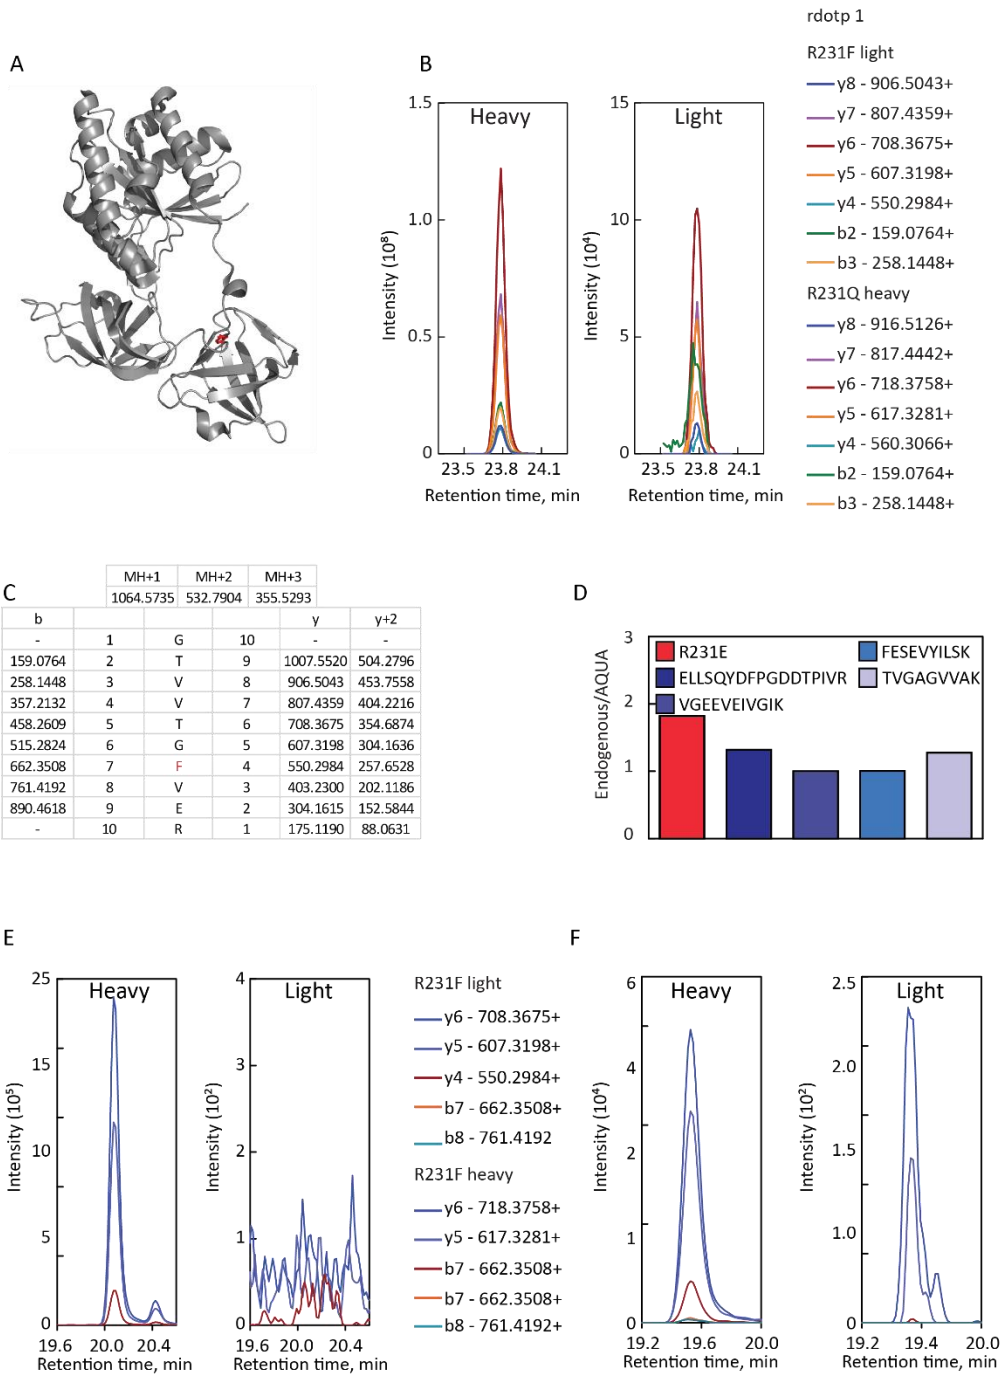 rdotp 1
A
B
R231F light
y8 - 906.5043+
y7 - 807.4359+
y6 - 708.3675+
y5 - 607.3198+
y4 - 550.2984+
b2 - 159.0764+
b3 - 258.1448+
R231Q heavy
y8 - 916.5126+
y7 - 817.4442+
y6 - 718.3758+
y5 - 617.3281+
y4 - 560.3066+
b2 - 159.0764+
b3 - 258.1448+
Heavy
1.5
1.0
0.5
0
Intensity (10⁸)
23.5 23.8 24.1
Retention time, min
Light
15
10
5
0
Intensity (10⁴)
23.5 23.8 24.1
Retention time, min
C
MH+1 MH+2 MH+3
1064.5735 532.7904 355.5293
b y y+2
- 1 G 10 - -
159.0764 2 T 9 1007.5520 504.2796
258.1448 3 V 8 906.5043 453.7558
357.2132 4 V 7 807.4359 404.2216
458.2609 5 T 6 708.3675 354.6874
515.2824 6 G 5 607.3198 304.1636
662.3508 7 F 4 550.2984 257.6528
761.4192 8 V 3 403.2300 202.1186
890.4618 9 E 2 304.1615 152.5844
- 10 R 1 175.1190 88.0631
D
Endogenous/AQUA
3
2
1
0
R231E FESEVYILSK
ELLSQYDFPGDDTPIVR TVGAGVVAK
VGEEVEIVGIK
E
Heavy
25
15
10
5
0
Intensity (10⁵)
19.6 20.0 20.4
Retention time, min
Light
4
3
2
1
0
Intensity (10²)
19.6 20.0 20.4
Retention time, min
R231F light
y6 - 708.3675+
y5 - 607.3198+
y4 - 550.2984+
b7 - 662.3508+
b8 - 761.4192
R231F heavy
y6 - 718.3758+
y5 - 617.3281+
b7 - 662.3508+
b7 - 662.3508+
b8 - 761.4192+
F
Heavy
6
4
2
1
0
Intensity (10⁴)
19.2 19.6 20.0
Retention time, min
Light
2.5
2.0
1.5
1.0
0
Intensity (10²)
19.2 19.4 20.0
Retention time, min